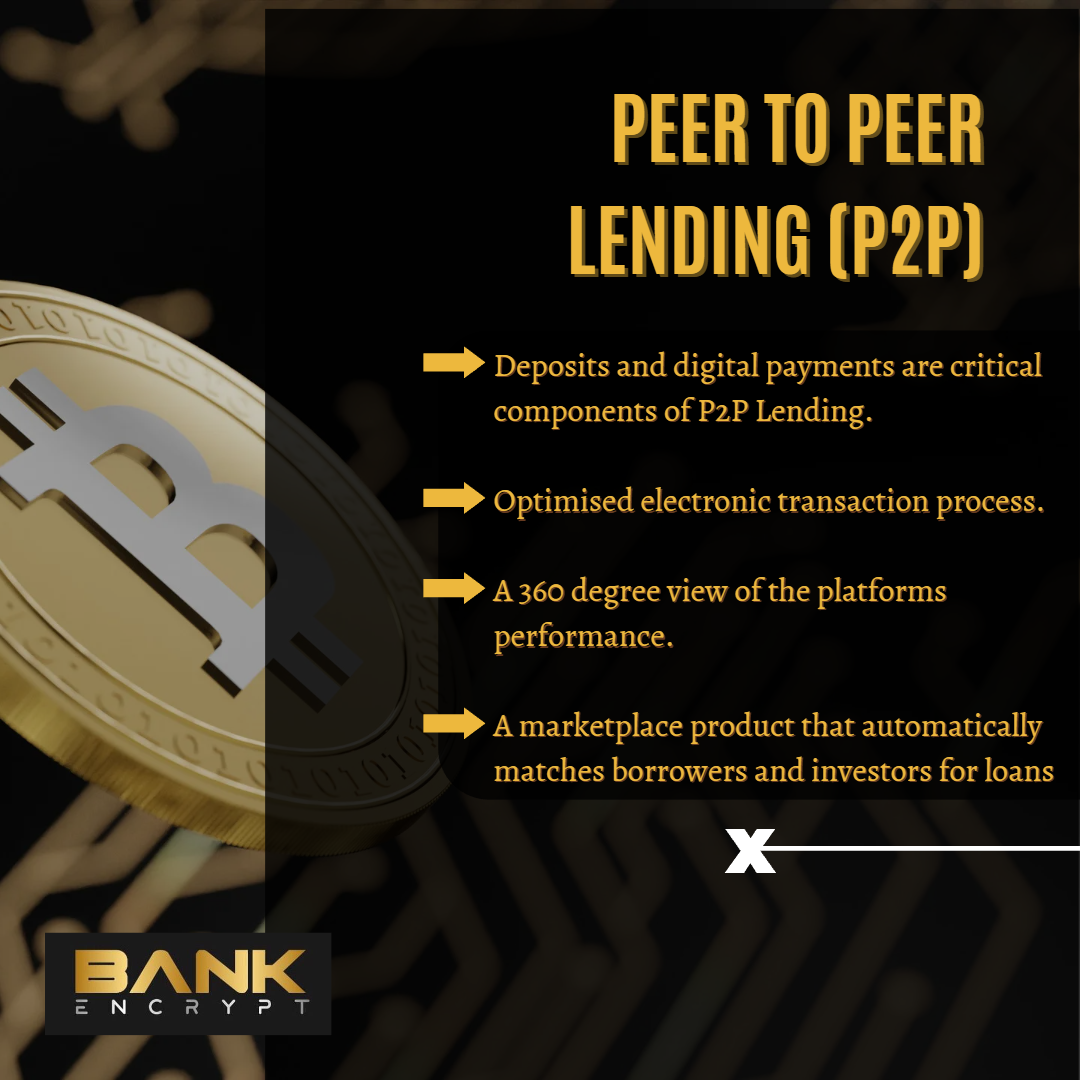 PEER TO PEER
LENDING (P2P)
Deposits and digital payments are critical
components of P2P Lending.
Optimised electronic transaction process.
A 360 degree view of the platforms
performance.
A marketplace product that automatically
matches borrowers and investors for loans
BANK
ENCRYPT